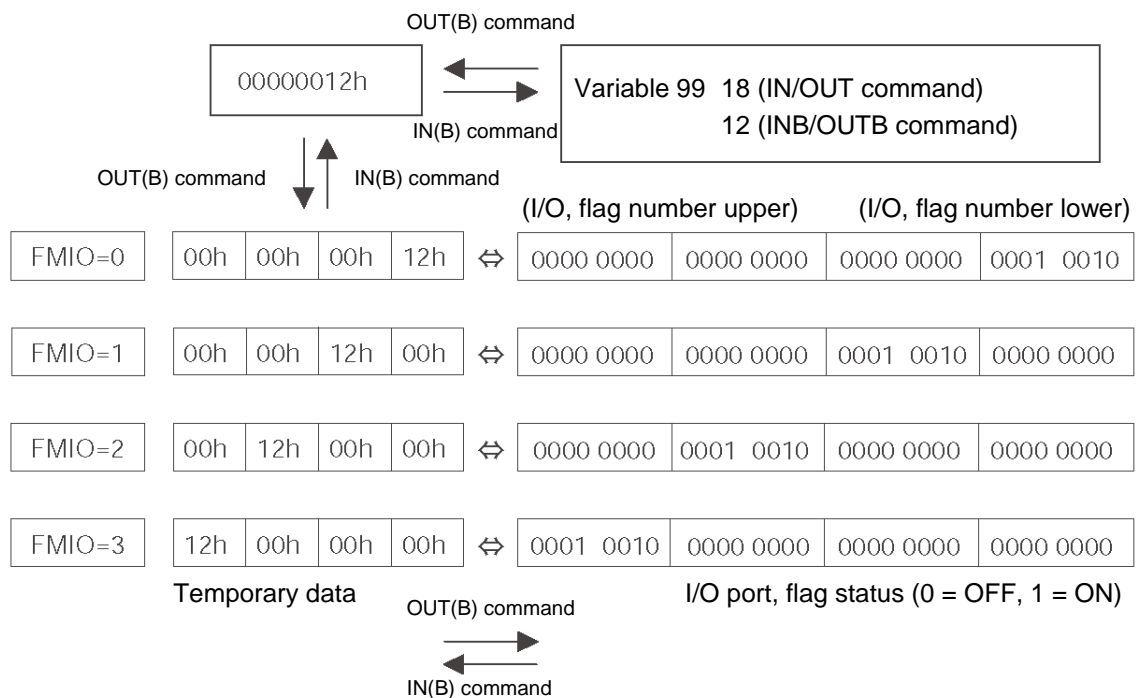 OUT(B) command
00000012h
Variable 99 18 (IN/OUT command)
12 (INB/OUTB command)
IN(B) command
OUT(B) command IN(B) command
(I/O, flag number upper) (I/O, flag number lower)
FMIO=0 00h 00h 00h 12h ⇔ 0000 0000 0000 0000 0000 0000 0001 0010
FMIO=1 00h 00h 12h 00h ⇔ 0000 0000 0000 0000 0001 0010 0000 0000
FMIO=2 00h 12h 00h 00h ⇔ 0000 0000 0001 0010 0000 0000 0000 0000
FMIO=3 12h 00h 00h 00h ⇔ 0001 0010 0000 0000 0000 0000 0000 0000
Temporary data I/O port, flag status (0 = OFF, 1 = ON)
OUT(B) command
IN(B) command